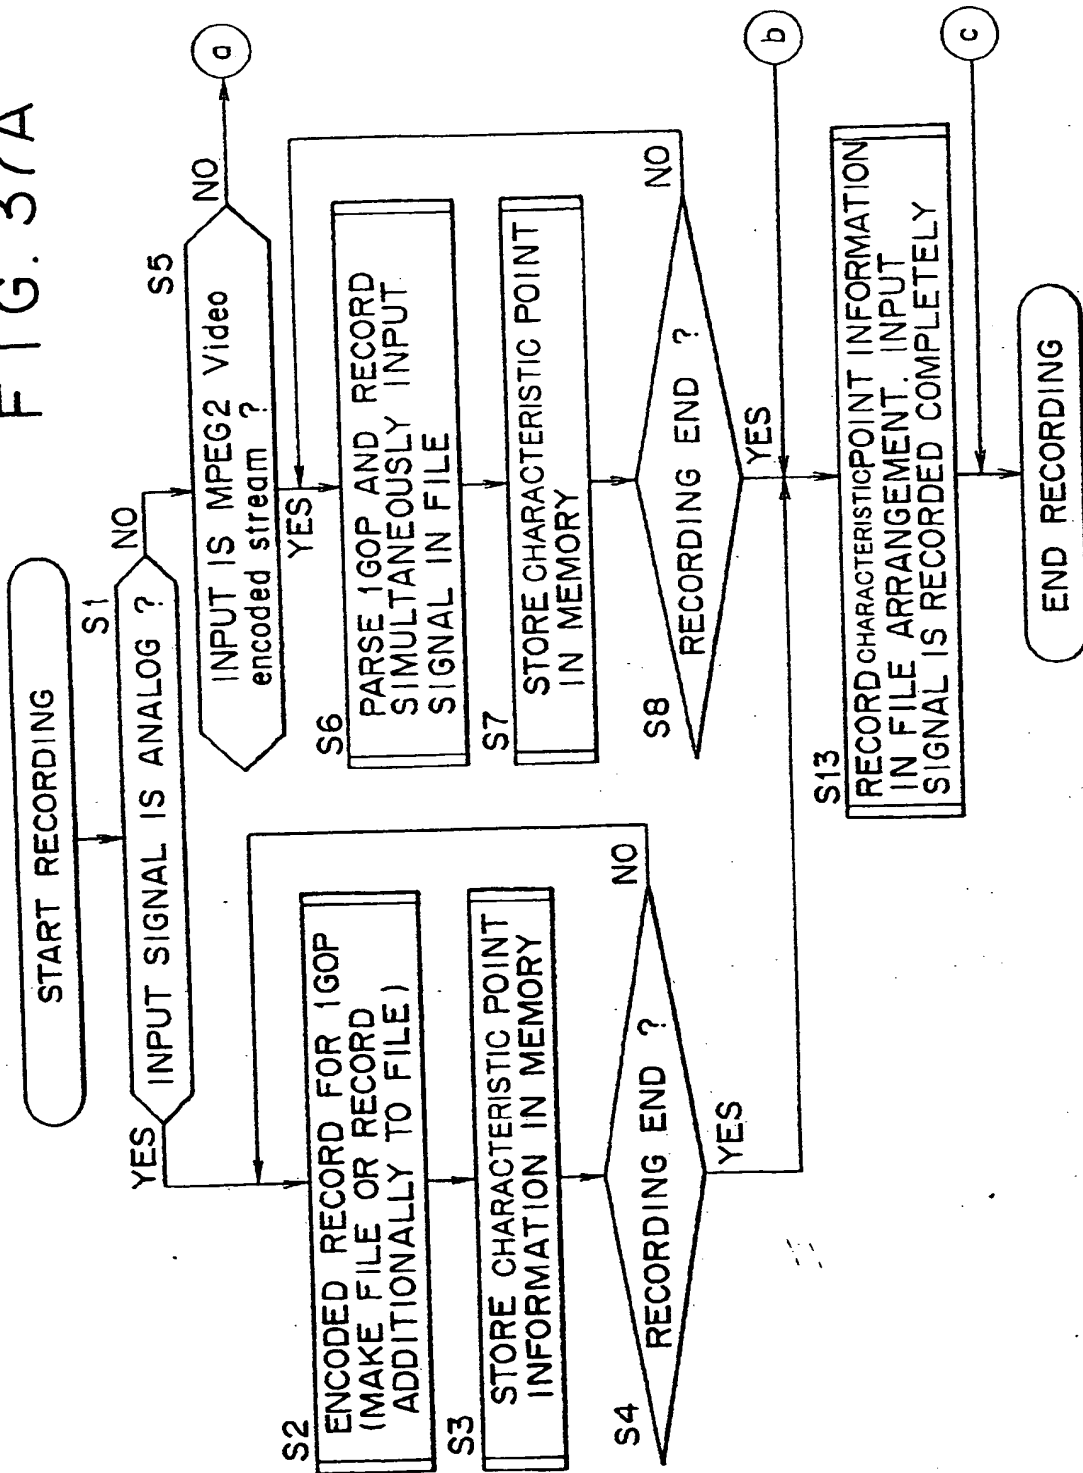 FIG. 37A
START RECORDING
S1
INPUT SIGNAL IS ANALOG ?
YES
NO
S2
ENCODED RECORD FOR 1GOP
(MAKE FILE OR RECORD
ADDITIONALLY TO FILE)
S3
STORE CHARACTERISTIC POINT
INFORMATION IN MEMORY
S4
RECORDING END ?
NO
YES
S5
INPUT IS MPEG2 Video
encoded stream ?
NO
a
YES
S6
PARSE 1GOP AND RECORD
SIMULTANEOUSLY INPUT
SIGNAL IN FILE
S7
STORE CHARACTERISTIC POINT
IN MEMORY
S8
RECORDING END ?
NO
YES
b
S13
RECORD CHARACTERISTIC POINT INFORMATION
IN FILE ARRANGEMENT. INPUT
SIGNAL IS RECORDED COMPLETELY
c
END RECORDING